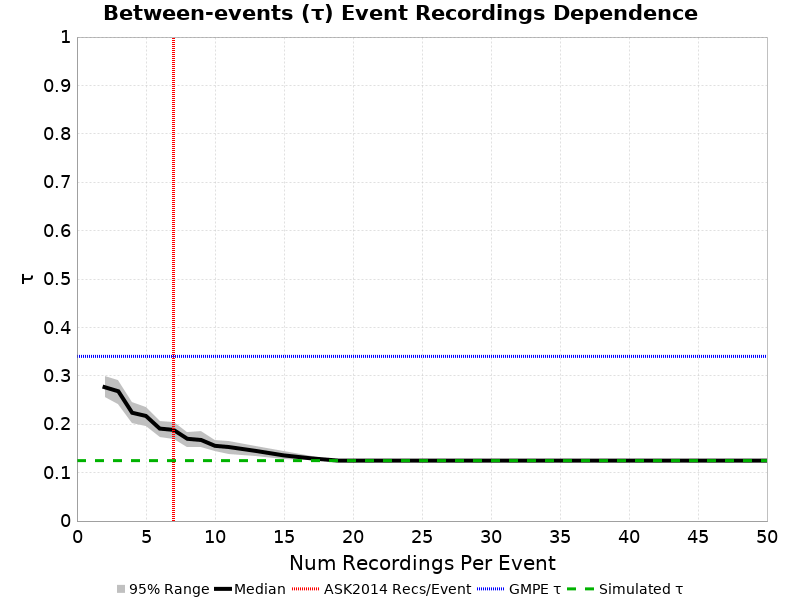 Between-events (τ) Event Recordings Dependence
1
0.9
0.8
0.7
0.6
0.5
0.4
0.3
0.2
0.1
0
τ
0 5 10 15 20 25 30 35 40 45 50
Num Recordings Per Event
95% Range Median ASK2014 Recs/Event GMPE τ Simulated τ